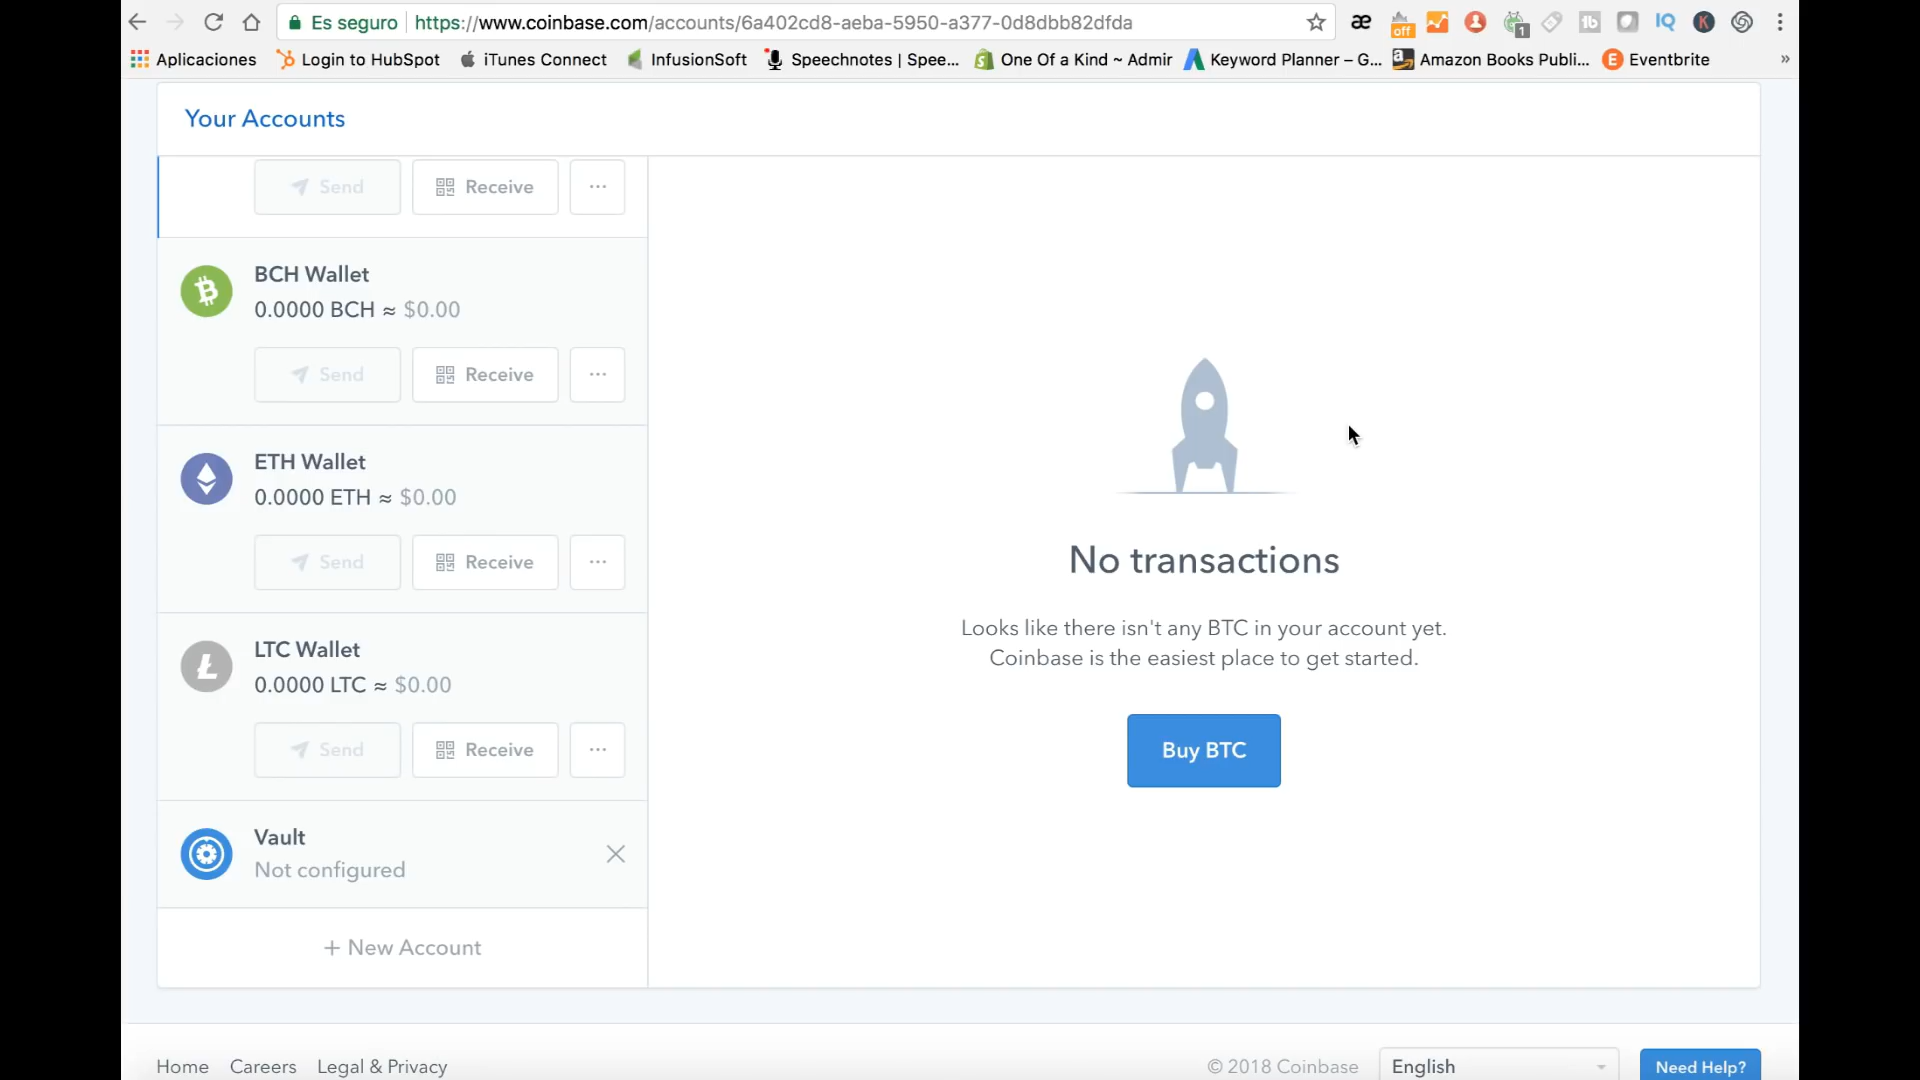 Es seguro https://www.coinbase.com/accounts/6a402cd8-aeba-5950-a377-0d8dbb82dfda æ off 1 tb IQ K
Aplicaciones Login to HubSpot iTunes Connect InfusionSoft Speechnotes | Spee... One Of a Kind ~ Admir Keyword Planner – G... Amazon Books Publi... Eventbrite »
Your Accounts
Send Receive ...
BCH Wallet
0.0000 BCH ≈ $0.00
Send Receive ...
ETH Wallet
0.0000 ETH ≈ $0.00
Send Receive ...
LTC Wallet
0.0000 LTC ≈ $0.00
Send Receive ...
Vault
Not configured
+ New Account
No transactions
Looks like there isn't any BTC in your account yet.
Coinbase is the easiest place to get started.
Buy BTC
Home Careers Legal & Privacy © 2018 Coinbase English Need Help?